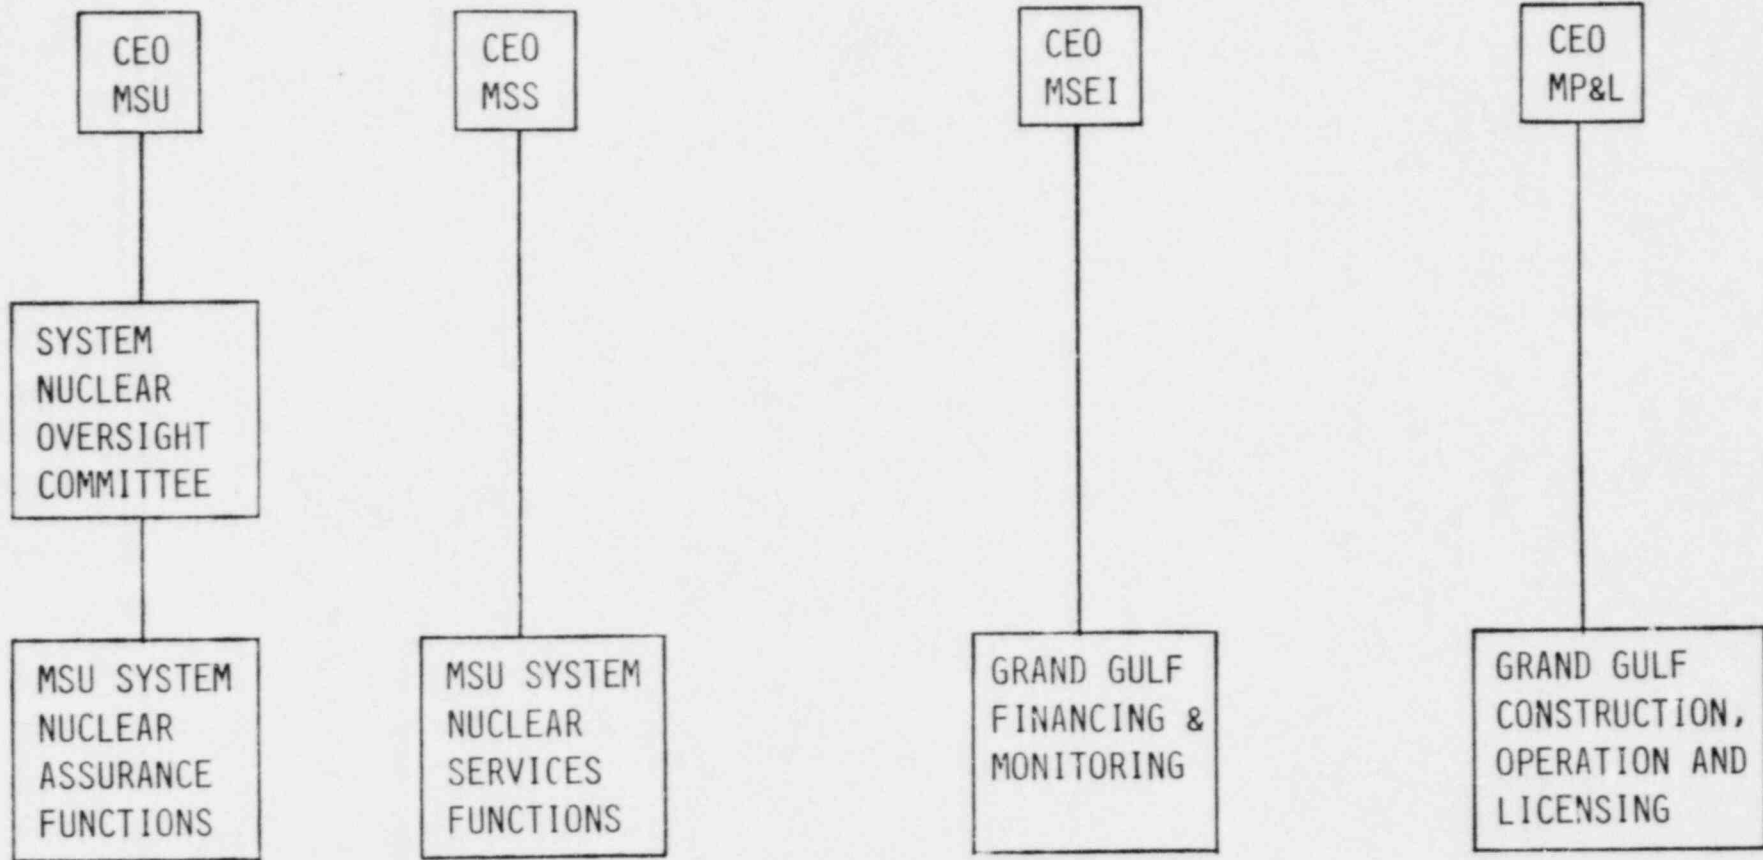 CEO
MSU
CEO
MSS
CEO
MSEI
CEO
MP&L
SYSTEM
NUCLEAR
OVERSIGHT
COMMITTEE
MSU SYSTEM
NUCLEAR
ASSURANCE
FUNCTIONS
MSU SYSTEM
NUCLEAR
SERVICES
FUNCTIONS
GRAND GULF
FINANCING &
MONITORING
GRAND GULF
CONSTRUCTION,
OPERATION AND
LICENSING